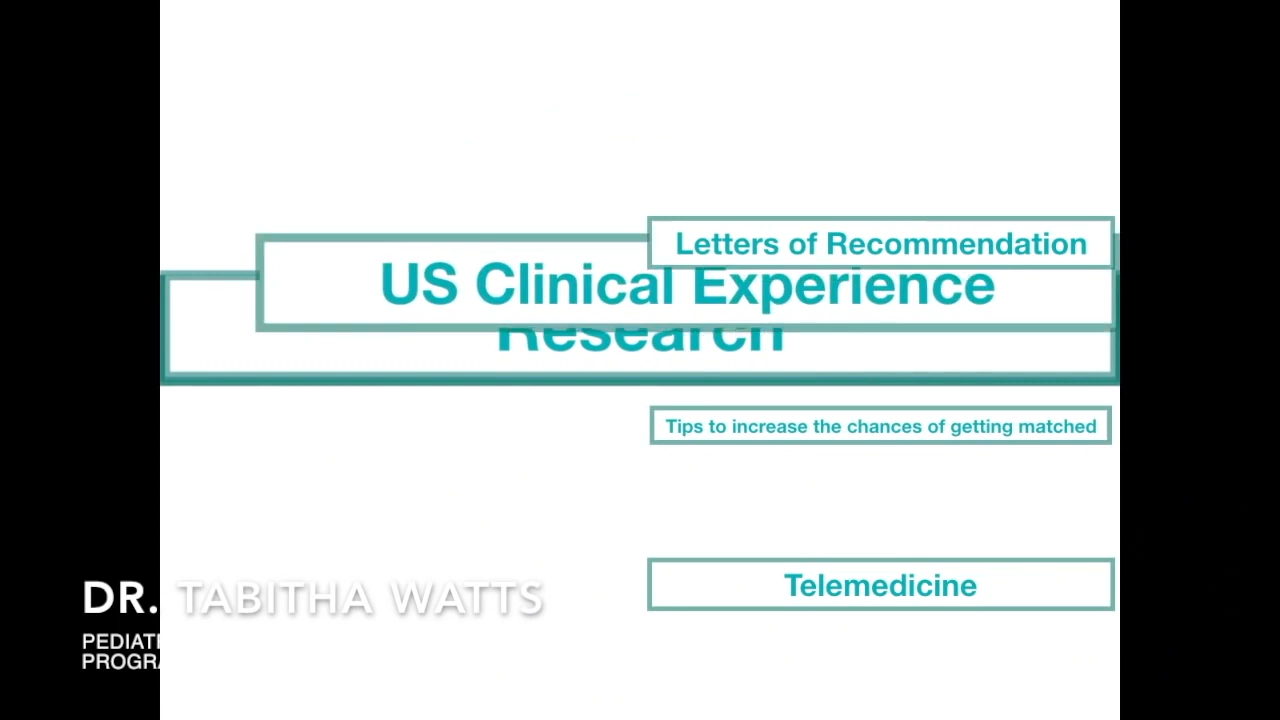 Letters of Recommendation
US Clinical Experience
Research
Tips to increase the chances of getting matched
Telemedicine
DR. TABITHA WATTS